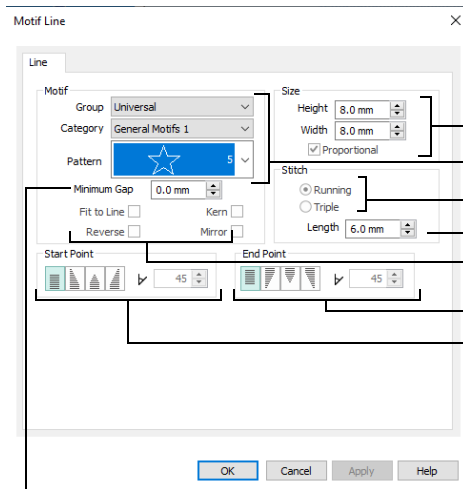 Motif Line
Line
Motif
Group Universal
Category General Motifs 1
Pattern 5
Minimum Gap 0.0 mm
Fit to Line Kern
Reverse Mirror
Size
Height 8.0 mm
Width 8.0 mm
Proportional
Stitch
Running
Triple
Length 6.0 mm
Start Point
45
End Point
45
OK Cancel Apply Help